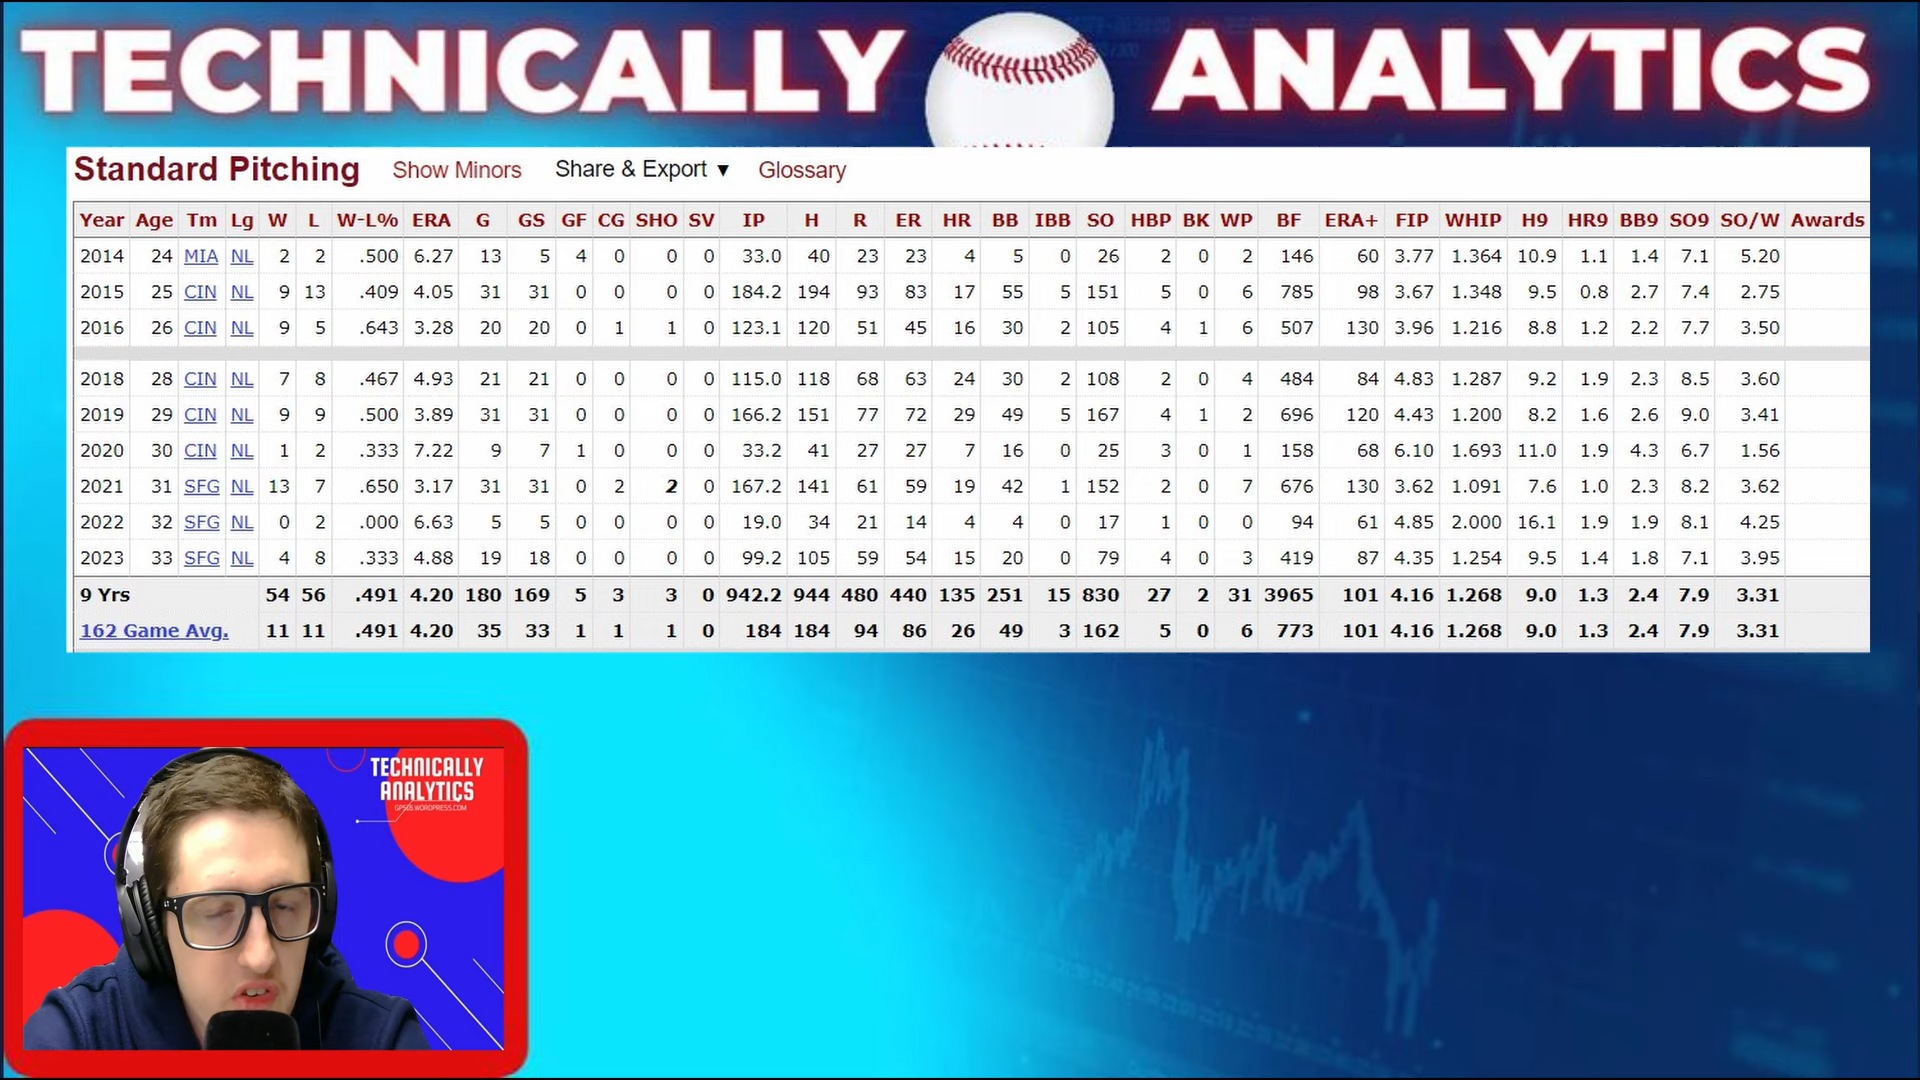 TECHNICALLY ANALYTICS
Standard Pitching Show Minors Share & Export ▼ Glossary
Year Age Tm Lg W L W-L% ERA G GS GF CG SHO SV IP H R ER HR BB IBB SO HBP BK WP BF ERA+ FIP WHIP H9 HR9 BB9 SO9 SO/W Awards
2014 24 MIA NL 2 2 .500 6.27 13 5 4 0 0 0 33.0 40 23 23 4 5 0 26 2 0 2 146 60 3.77 1.364 10.9 1.1 1.4 7.1 5.20
2015 25 CIN NL 9 13 .409 4.05 31 31 0 0 0 0 184.2 194 93 83 17 55 5 151 5 0 6 785 98 3.67 1.348 9.5 0.8 2.7 7.4 2.75
2016 26 CIN NL 9 5 .643 3.28 20 20 0 1 1 0 123.1 120 51 45 16 30 2 105 4 1 6 507 130 3.96 1.216 8.8 1.2 2.2 7.7 3.50
2018 28 CIN NL 7 8 .467 4.93 21 21 0 0 0 0 115.0 118 68 63 24 30 2 108 2 0 4 484 84 4.83 1.287 9.2 1.9 2.3 8.5 3.60
2019 29 CIN NL 9 9 .500 3.89 31 31 0 0 0 0 166.2 151 77 72 29 49 5 167 4 1 2 696 120 4.43 1.200 8.2 1.6 2.6 9.0 3.41
2020 30 CIN NL 1 2 .333 7.22 9 7 1 0 0 0 33.2 41 27 27 7 16 0 25 3 0 1 158 68 6.10 1.693 11.0 1.9 4.3 6.7 1.56
2021 31 SFG NL 13 7 .650 3.17 31 31 0 2 2 0 167.2 141 61 59 19 42 1 152 2 0 7 676 130 3.62 1.091 7.6 1.0 2.3 8.2 3.62
2022 32 SFG NL 0 2 .000 6.63 5 5 0 0 0 0 19.0 34 21 14 4 4 0 17 1 0 0 94 61 4.85 2.000 16.1 1.9 1.9 8.1 4.25
2023 33 SFG NL 4 8 .333 4.88 19 18 0 0 0 0 99.2 105 59 54 15 20 0 79 4 0 3 419 87 4.35 1.254 9.5 1.4 1.8 7.1 3.95
9 Yrs 54 56 .491 4.20 180 169 5 3 3 0 942.2 944 480 440 135 251 15 830 27 2 31 3965 101 4.16 1.268 9.0 1.3 2.4 7.9 3.31
162 Game Avg. 11 11 .491 4.20 35 33 1 1 1 0 184 184 94 86 26 49 3 162 5 0 6 773 101 4.16 1.268 9.0 1.3 2.4 7.9 3.31
TECHNICALLY
ANALYTICS